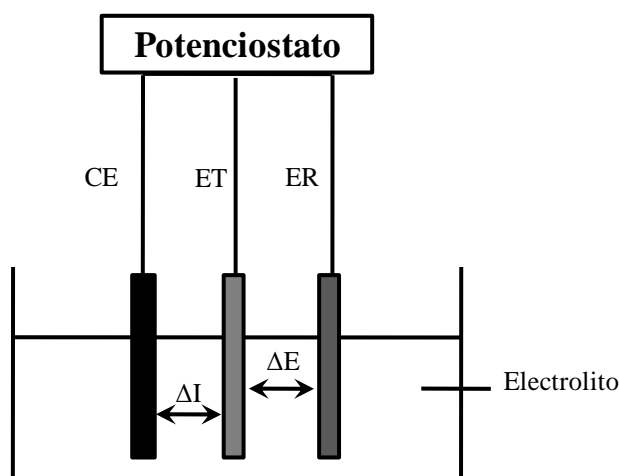 Potenciostato
CE
ET
ER
ΔE
ΔI
Electrolito